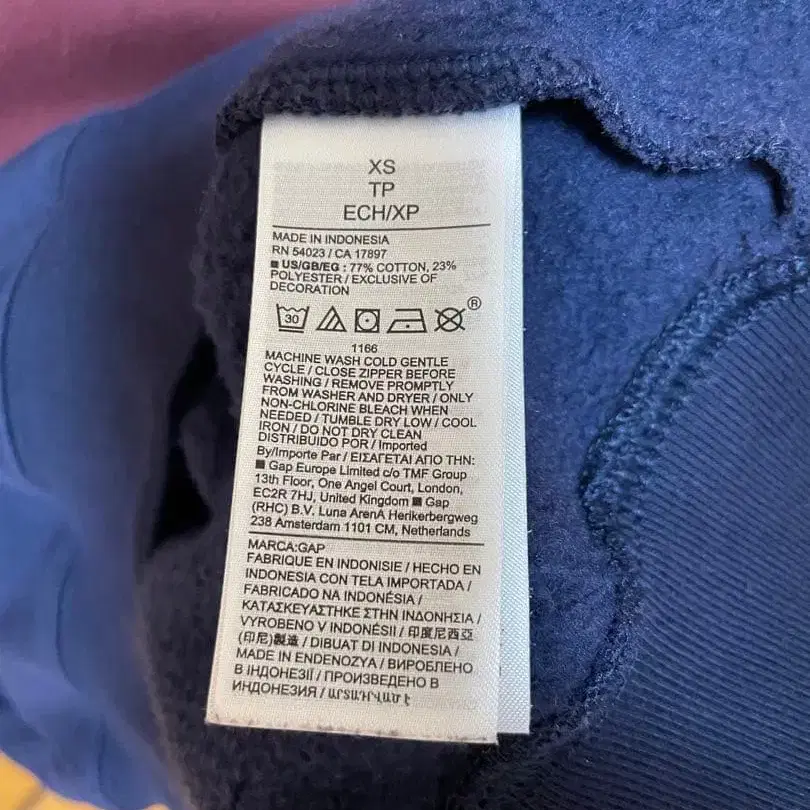 XS
TP
ECH/XP
MADE IN INDONESIA
RN 54023 / CA 17897
■ US/GB/EG : 77% COTTON, 23%
POLYESTER / EXCLUSIVE OF
DECORATION
30
®
1166
MACHINE WASH COLD GENTLE
CYCLE / CLOSE ZIPPER BEFORE
WASHING / REMOVE PROMPTLY
FROM WASHER AND DRYER / ONLY
NON-CHLORINE BLEACH WHEN
NEEDED / TUMBLE DRY LOW / COOL
IRON / DO NOT DRY CLEAN
DISTRIBUIDO POR / Imported
By/Importe Par / ΕΙΣΑΓΕΤΑΙ ΑΠΟ ΤΗΝ:
■ Gap Europe Limited c/o TMF Group
13th Floor, One Angel Court, London,
EC2R 7HJ, United Kingdom ■ Gap
(RHC) B.V. Luna ArenA Herikerbergweg
238 Amsterdam 1101 CM, Netherlands
MARCA:GAP
FABRIQUE EN INDONISIE / HECHO EN
INDONESIA CON TELA IMPORTADA /
FABRICADO NA INDONÉSIA /
ΚΑΤΑΣΚΕΥΑΣΤΗΚΕ ΣΤΗΝ ΙΝΔΟΝΗΣΙΑ /
VYROBENO V INDONÉSII / 印度尼西亞
(印尼)製造 / DIBUAT DI INDONESIA /
MADE IN ENDENOZYA / ВИРОБЛЕНО
В ІНДОНЕЗІЇ / ПРОИЗВЕДЕНО В
ИНДОНЕЗИЯ /